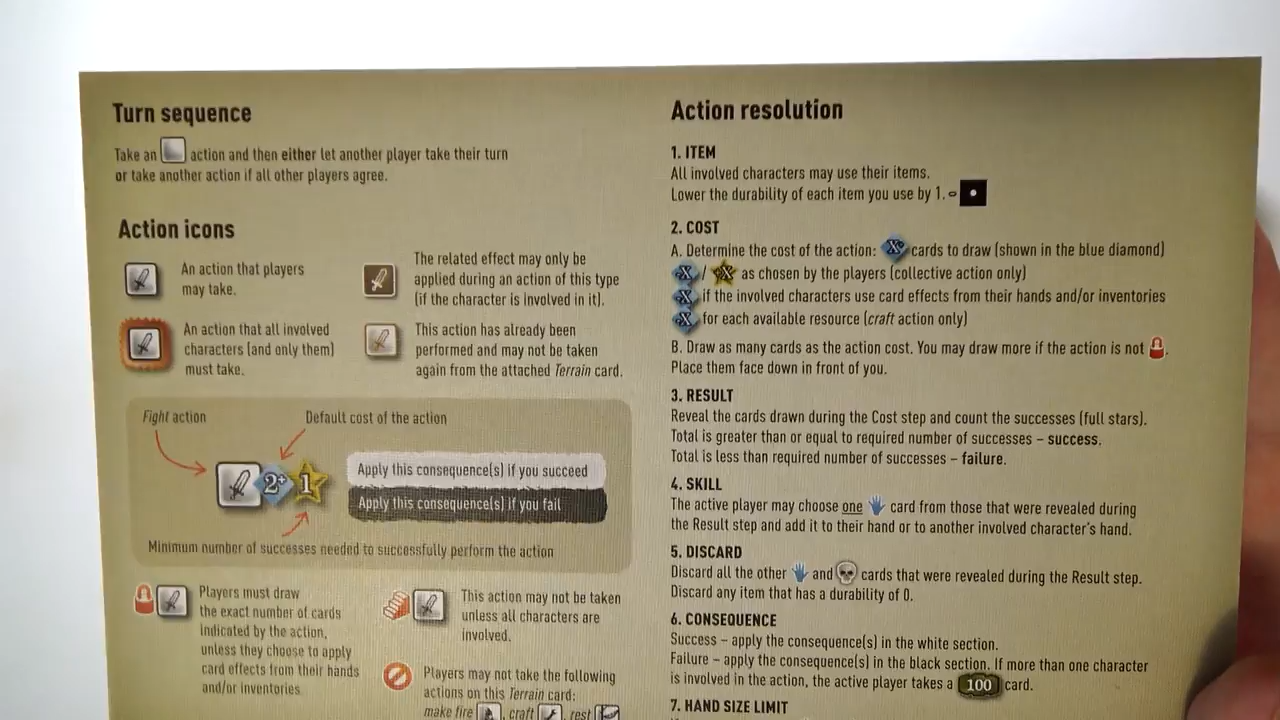 Turn sequence
Take an action and then either let another player take their turn
or take another action if all other players agree.
Action icons
An action that players
may take.
The related effect may only be
applied during an action of this type
(if the character is involved in it).
An action that all involved
characters (and only them)
must take.
This action has already been
performed and may not be taken
again from the attached Terrain card.
Fight action
Default cost of the action
2+ 1
Apply this consequence(s) if you succeed
Apply this consequence(s) if you fail
Minimum number of successes needed to successfully perform the action
Players must draw
the exact number of cards
indicated by the action,
unless they choose to apply
card effects from their hands
and/or inventories
This action may not be taken
unless all characters are
involved.
Players may not take the following
actions on this Terrain card:
make fire , craft , rest
Action resolution
1. ITEM
All involved characters may use their items.
Lower the durability of each item you use by 1.
2. COST
A. Determine the cost of the action: X+ cards to draw (shown in the blue diamond)
-X / X as chosen by the players (collective action only)
-X if the involved characters use card effects from their hands and/or inventories
-X for each available resource (craft action only)
B. Draw as many cards as the action cost. You may draw more if the action is not .
Place them face down in front of you.
3. RESULT
Reveal the cards drawn during the Cost step and count the successes (full stars).
Total is greater than or equal to required number of successes – success.
Total is less than required number of successes – failure.
4. SKILL
The active player may choose one card from those that were revealed during
the Result step and add it to their hand or to another involved character's hand.
5. DISCARD
Discard all the other and cards that were revealed during the Result step.
Discard any item that has a durability of 0.
6. CONSEQUENCE
Success – apply the consequence(s) in the white section.
Failure – apply the consequence(s) in the black section. If more than one character
is involved in the action, the active player takes a 100 card.
7. HAND SIZE LIMIT